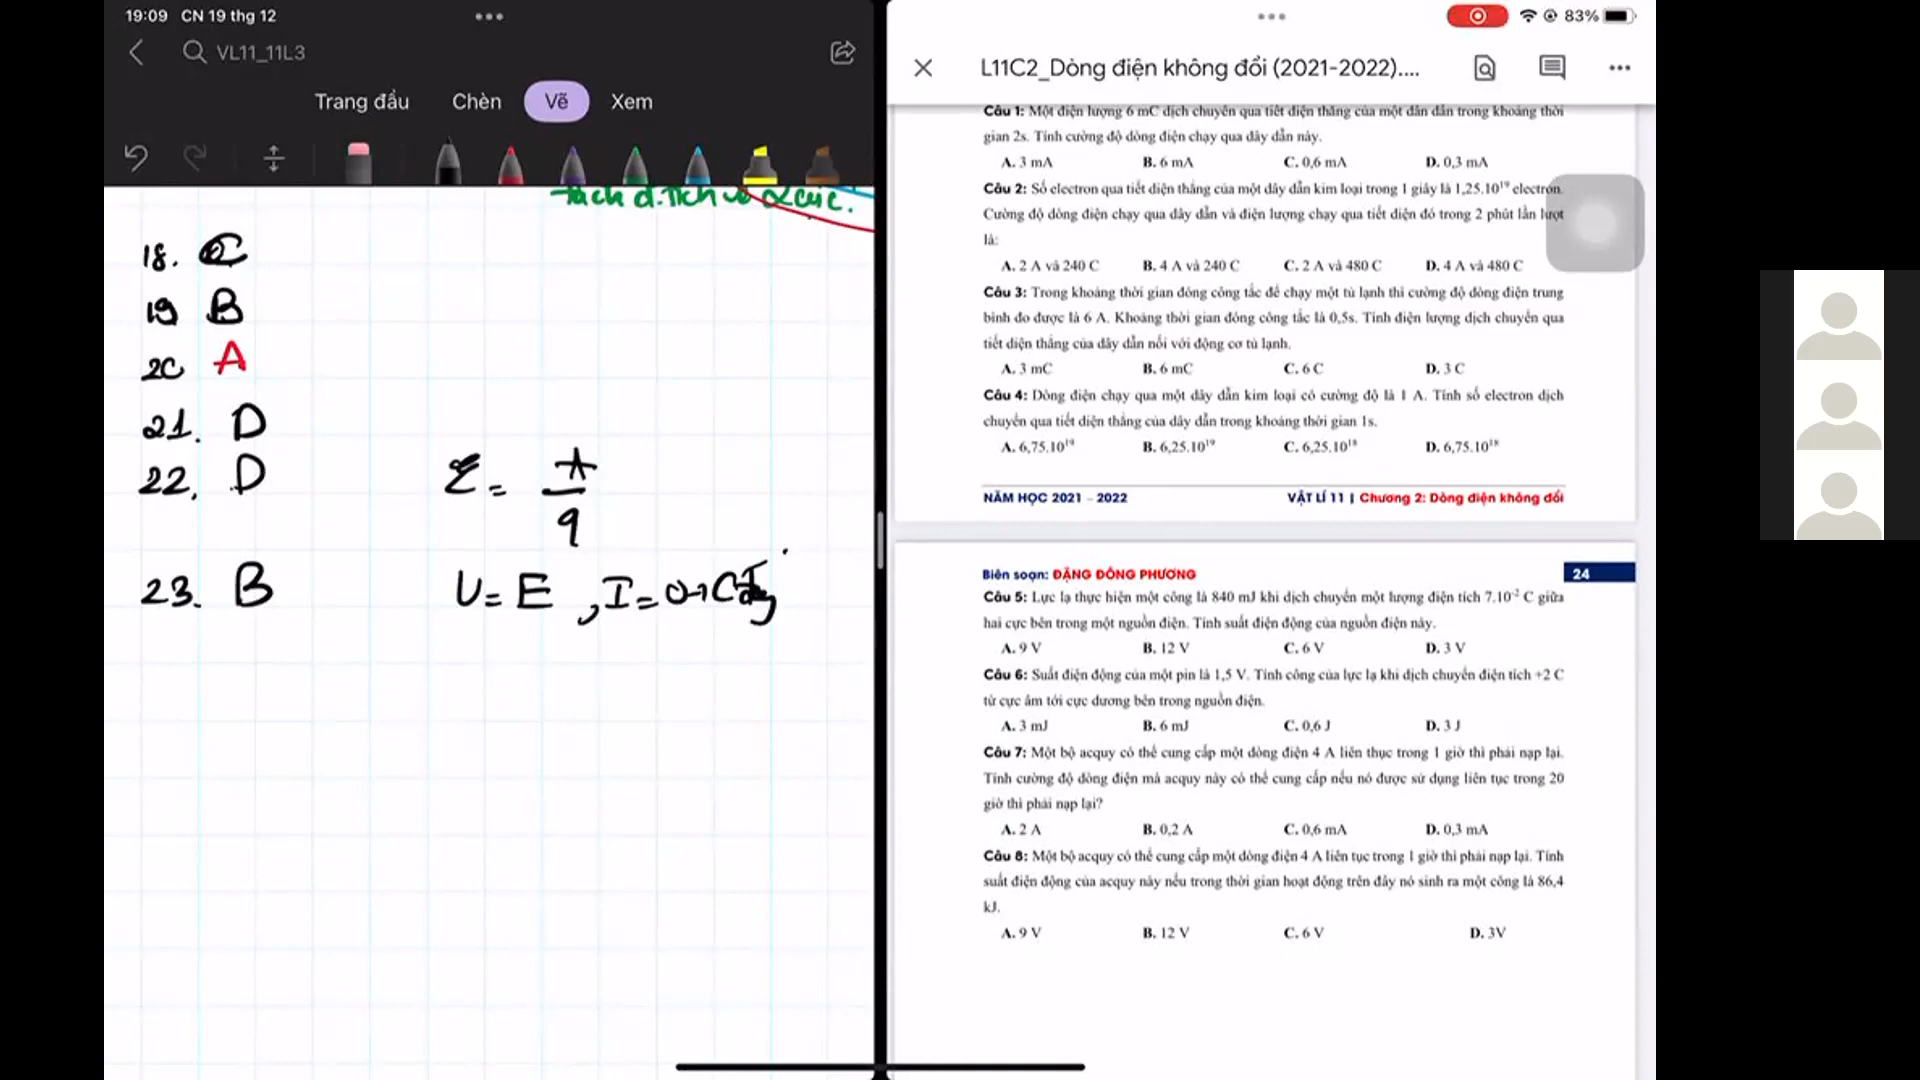 19:09 CN 19 thg 12
VL11_11L3
Trang đầu Chèn Vẽ Xem
tách d.tích về 2 cực.
18. C
19 B
20 A
21. D
22. D
ℰ = A/q
23. B
U = E , I = 0 →
83%
L11C2_Dòng điện không đổi (2021-2022)....
Câu 1: Một điện lượng 6 mC dịch chuyển qua tiết diện thẳng của một dân dẫn trong khoảng thời
gian 2s. Tính cường độ dòng điện chạy qua dây dẫn này.
A. 3 mA B. 6 mA C. 0,6 mA D. 0,3 mA
Câu 2: Số electron qua tiết diện thẳng của một dây dẫn kim loại trong 1 giây là 1,25.10¹⁹ electron.
Cường độ dòng điện chạy qua dây dẫn và điện lượng chạy qua tiết diện đó trong 2 phút lần lượt
là:
A. 2 A và 240 C B. 4 A và 240 C C. 2 A và 480 C D. 4 A và 480 C
Câu 3: Trong khoảng thời gian đóng công tắc để chạy một tủ lạnh thì cường độ dòng điện trung
bình đo được là 6 A. Khoảng thời gian đóng công tắc là 0,5s. Tính điện lượng dịch chuyển qua
tiết diện thẳng của dây dẫn nối với động cơ tủ lạnh.
A. 3 mC B. 6 mC C. 6 C D. 3 C
Câu 4: Dòng điện chạy qua một dây dẫn kim loại có cường độ là 1 A. Tính số electron dịch
chuyển qua tiết diện thẳng của dây dẫn trong khoảng thời gian 1s.
A. 6,75.10¹⁹ B. 6,25.10¹⁹ C. 6,25.10¹⁸ D. 6,75.10¹⁸
NĂM HỌC 2021 - 2022 VẬT LÍ 11 | Chương 2: Dòng điện không đổi
Biên soạn: ĐẶNG ĐÔNG PHƯƠNG 24
Câu 5: Lực lạ thực hiện một công là 840 mJ khi dịch chuyển một lượng điện tích 7.10⁻² C giữa
hai cực bên trong một nguồn điện. Tính suất điện động của nguồn điện này.
A. 9 V B. 12 V C. 6 V D. 3 V
Câu 6: Suất điện động của một pin là 1,5 V. Tính công của lực lạ khi dịch chuyển điện tích +2 C
từ cực âm tới cực dương bên trong nguồn điện.
A. 3 mJ B. 6 mJ C. 0,6 J D. 3 J
Câu 7: Một bộ acquy có thể cung cấp một dòng điện 4 A liên thục trong 1 giờ thì phải nạp lại.
Tính cường độ dòng điện mà acquy này có thể cung cấp nếu nó được sử dụng liên tục trong 20
giờ thì phải nạp lại?
A. 2 A B. 0,2 A C. 0,6 mA D. 0,3 mA
Câu 8: Một bộ acquy có thể cung cấp một dòng điện 4 A liên tục trong 1 giờ thì phải nạp lại. Tính
suất điện động của acquy này nếu trong thời gian hoạt động trên đây nó sinh ra một công là 86,4
kJ.
A. 9 V B. 12 V C. 6 V D. 3V